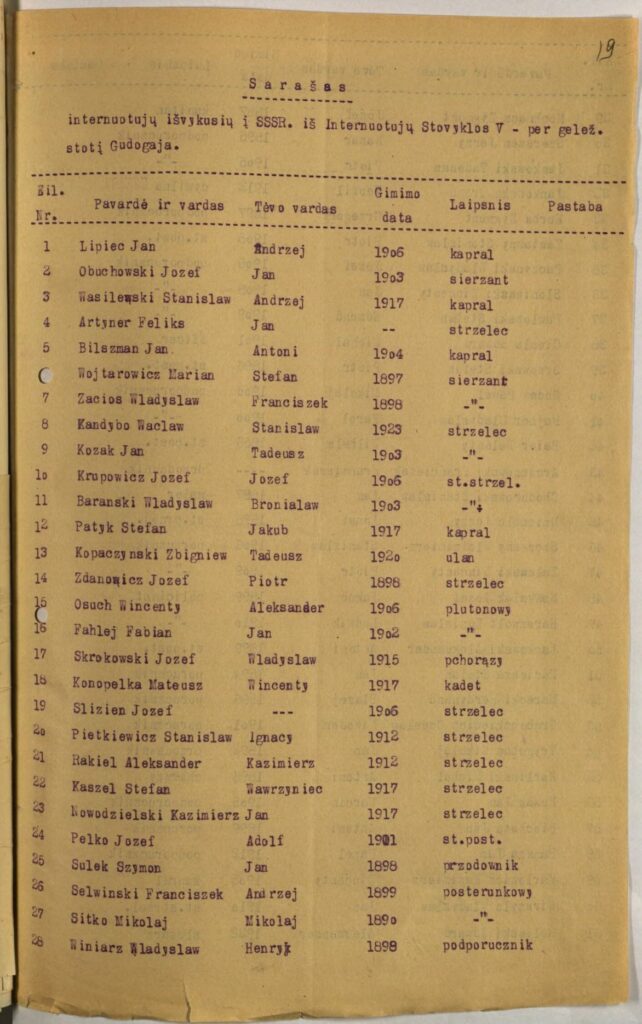 19
Sarašas
internuotųjų išvykusių į SSSR. iš Internuotųjų Stovyklos V - per gelež.
stotį Gudogaja.
Eil. Nr. Pavardė ir vardas Tėvo vardas Gimimo data Laipsnis Pastaba
1 Lipiec Jan Andrzej 1906 kapral
2 Obuchowski Jozef Jan 1903 sierzant
3 Wasilewski Stanislaw Andrzej 1917 kapral
4 Artyner Feliks Jan -- strzelec
5 Bilszman Jan Antoni 1904 kapral
Wojtarowicz Marian Stefan 1897 sierzant
7 Zacios Wladyslaw Franciszek 1898 -"-
8 Kandybo Waclaw Stanislaw 1923 strzelec
9 Kozak Jan Tadeusz 1903 -"-
10 Krupowicz Jozef Jozef 1906 st.strzel.
11 Baranski Wladyslaw Bronialaw 1903 -"-
12 Patyk Stefan Jakub 1917 kapral
13 Kopaczynski Zbigniew Tadeusz 1920 ulan
14 Zdanowicz Jozef Piotr 1898 strzelec
15 Osuch Wincenty Aleksander 1906 plutonowy
16 Fahlej Fabian Jan 1902 -"-
17 Skrokowski Jozef Wladyslaw 1915 pchorąży
18 Konopelka Mateusz Wincenty 1917 kadet
19 Slizien Jozef --- 1906 strzelec
20 Pietkiewicz Stanislaw Ignacy 1912 strzelec
21 Rakiel Aleksander Kazimierz 1912 strzelec
22 Kaszel Stefan Wawrzyniec 1917 strzelec
23 Nowodzielski Kazimierz Jan 1917 strzelec
24 Pelko Jozef Adolf 1901 st.post.
25 Sulek Szymon Jan 1898 przodownik
26 Selwinski Franciszek Andrzej 1899 posterunkowy
27 Sitko Mikolaj Mikolaj 1890 -"-
28 Winiarz Wladyslaw Henryk 1898 podporucznik